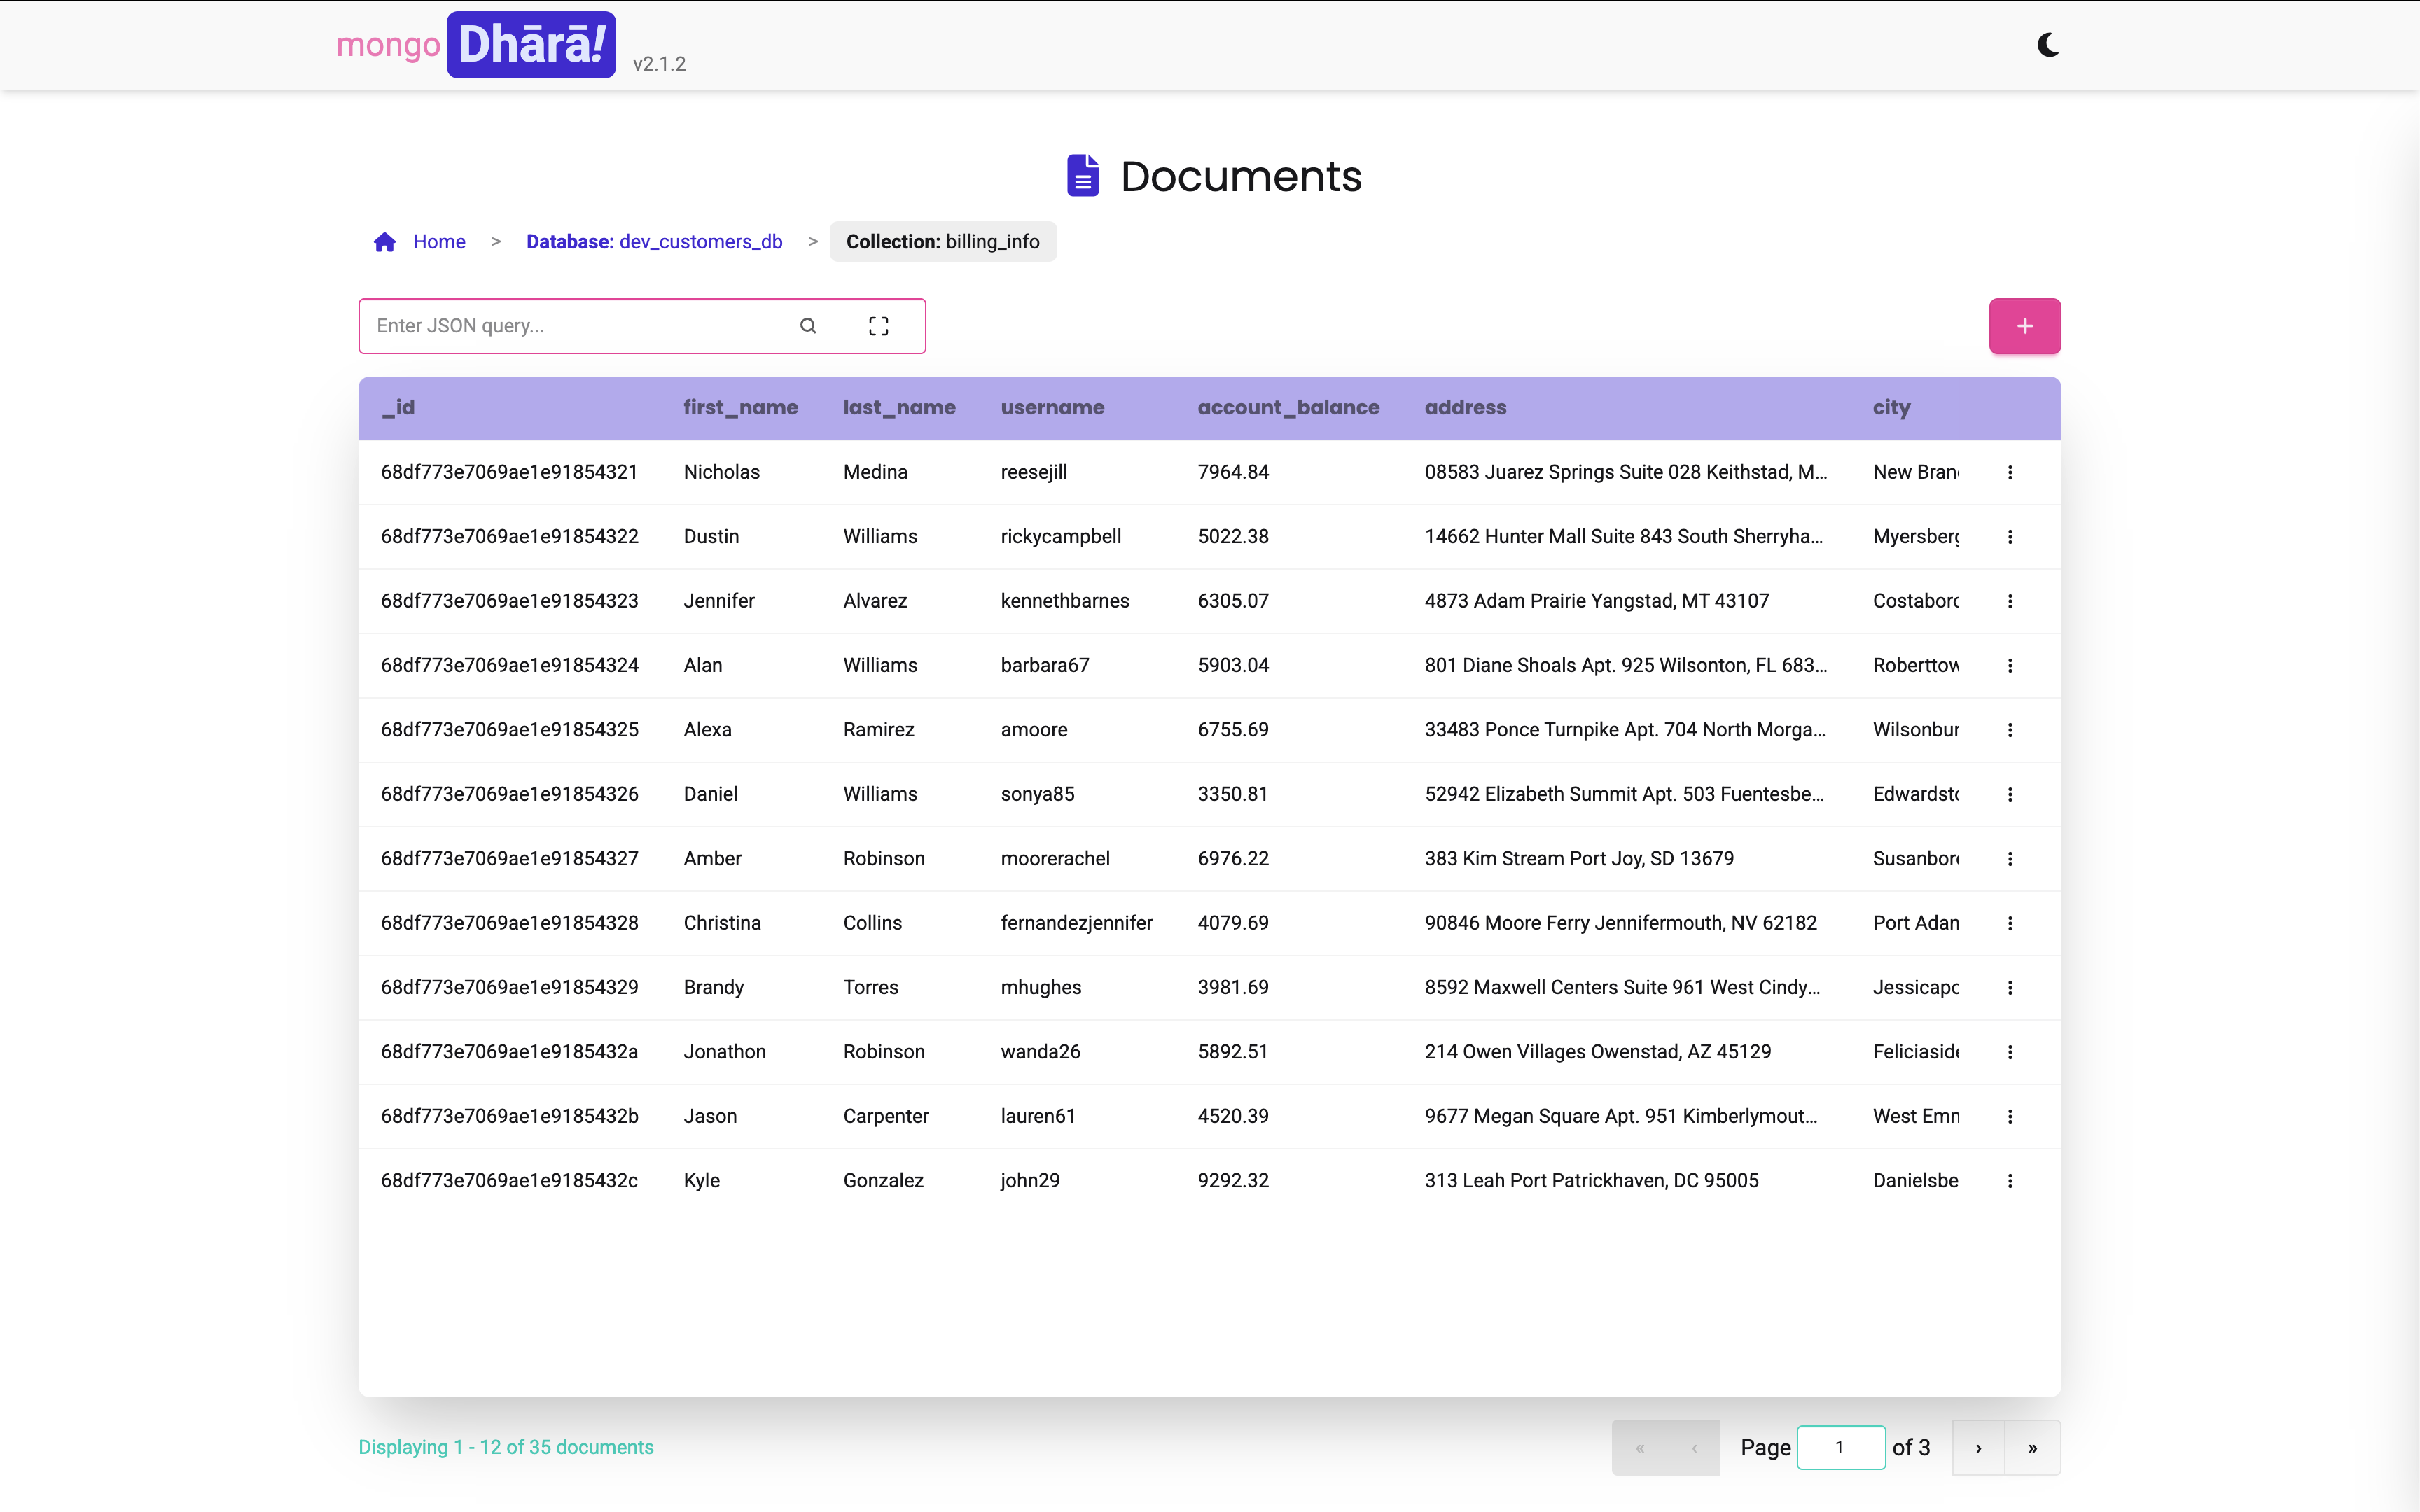 mongo Dhārā! v2.1.2
Documents
Home > Database: dev_customers_db > Collection: billing_info
Enter JSON query... +
_id first_name last_name username account_balance address city
68df773e7069ae1e91854321 Nicholas Medina reesejill 7964.84 08583 Juarez Springs Suite 028 Keithstad, M... New Bran
68df773e7069ae1e91854322 Dustin Williams rickycampbell 5022.38 14662 Hunter Mall Suite 843 South Sherryha... Myersberg
68df773e7069ae1e91854323 Jennifer Alvarez kennethbarnes 6305.07 4873 Adam Prairie Yangstad, MT 43107 Costaboro
68df773e7069ae1e91854324 Alan Williams barbara67 5903.04 801 Diane Shoals Apt. 925 Wilsonton, FL 683... Roberttow
68df773e7069ae1e91854325 Alexa Ramirez amoore 6755.69 33483 Ponce Turnpike Apt. 704 North Morga... Wilsonbur
68df773e7069ae1e91854326 Daniel Williams sonya85 3350.81 52942 Elizabeth Summit Apt. 503 Fuentesbe... Edwardsto
68df773e7069ae1e91854327 Amber Robinson moorerachel 6976.22 383 Kim Stream Port Joy, SD 13679 Susanboro
68df773e7069ae1e91854328 Christina Collins fernandezjennifer 4079.69 90846 Moore Ferry Jennifermouth, NV 62182 Port Adam
68df773e7069ae1e91854329 Brandy Torres mhughes 3981.69 8592 Maxwell Centers Suite 961 West Cindy... Jessicapo
68df773e7069ae1e9185432a Jonathon Robinson wanda26 5892.51 214 Owen Villages Owenstad, AZ 45129 Feliciaside
68df773e7069ae1e9185432b Jason Carpenter lauren61 4520.39 9677 Megan Square Apt. 951 Kimberlymout... West Emm
68df773e7069ae1e9185432c Kyle Gonzalez john29 9292.32 313 Leah Port Patrickhaven, DC 95005 Danielsbe
Displaying 1 - 12 of 35 documents « ‹ Page 1 of 3 › »